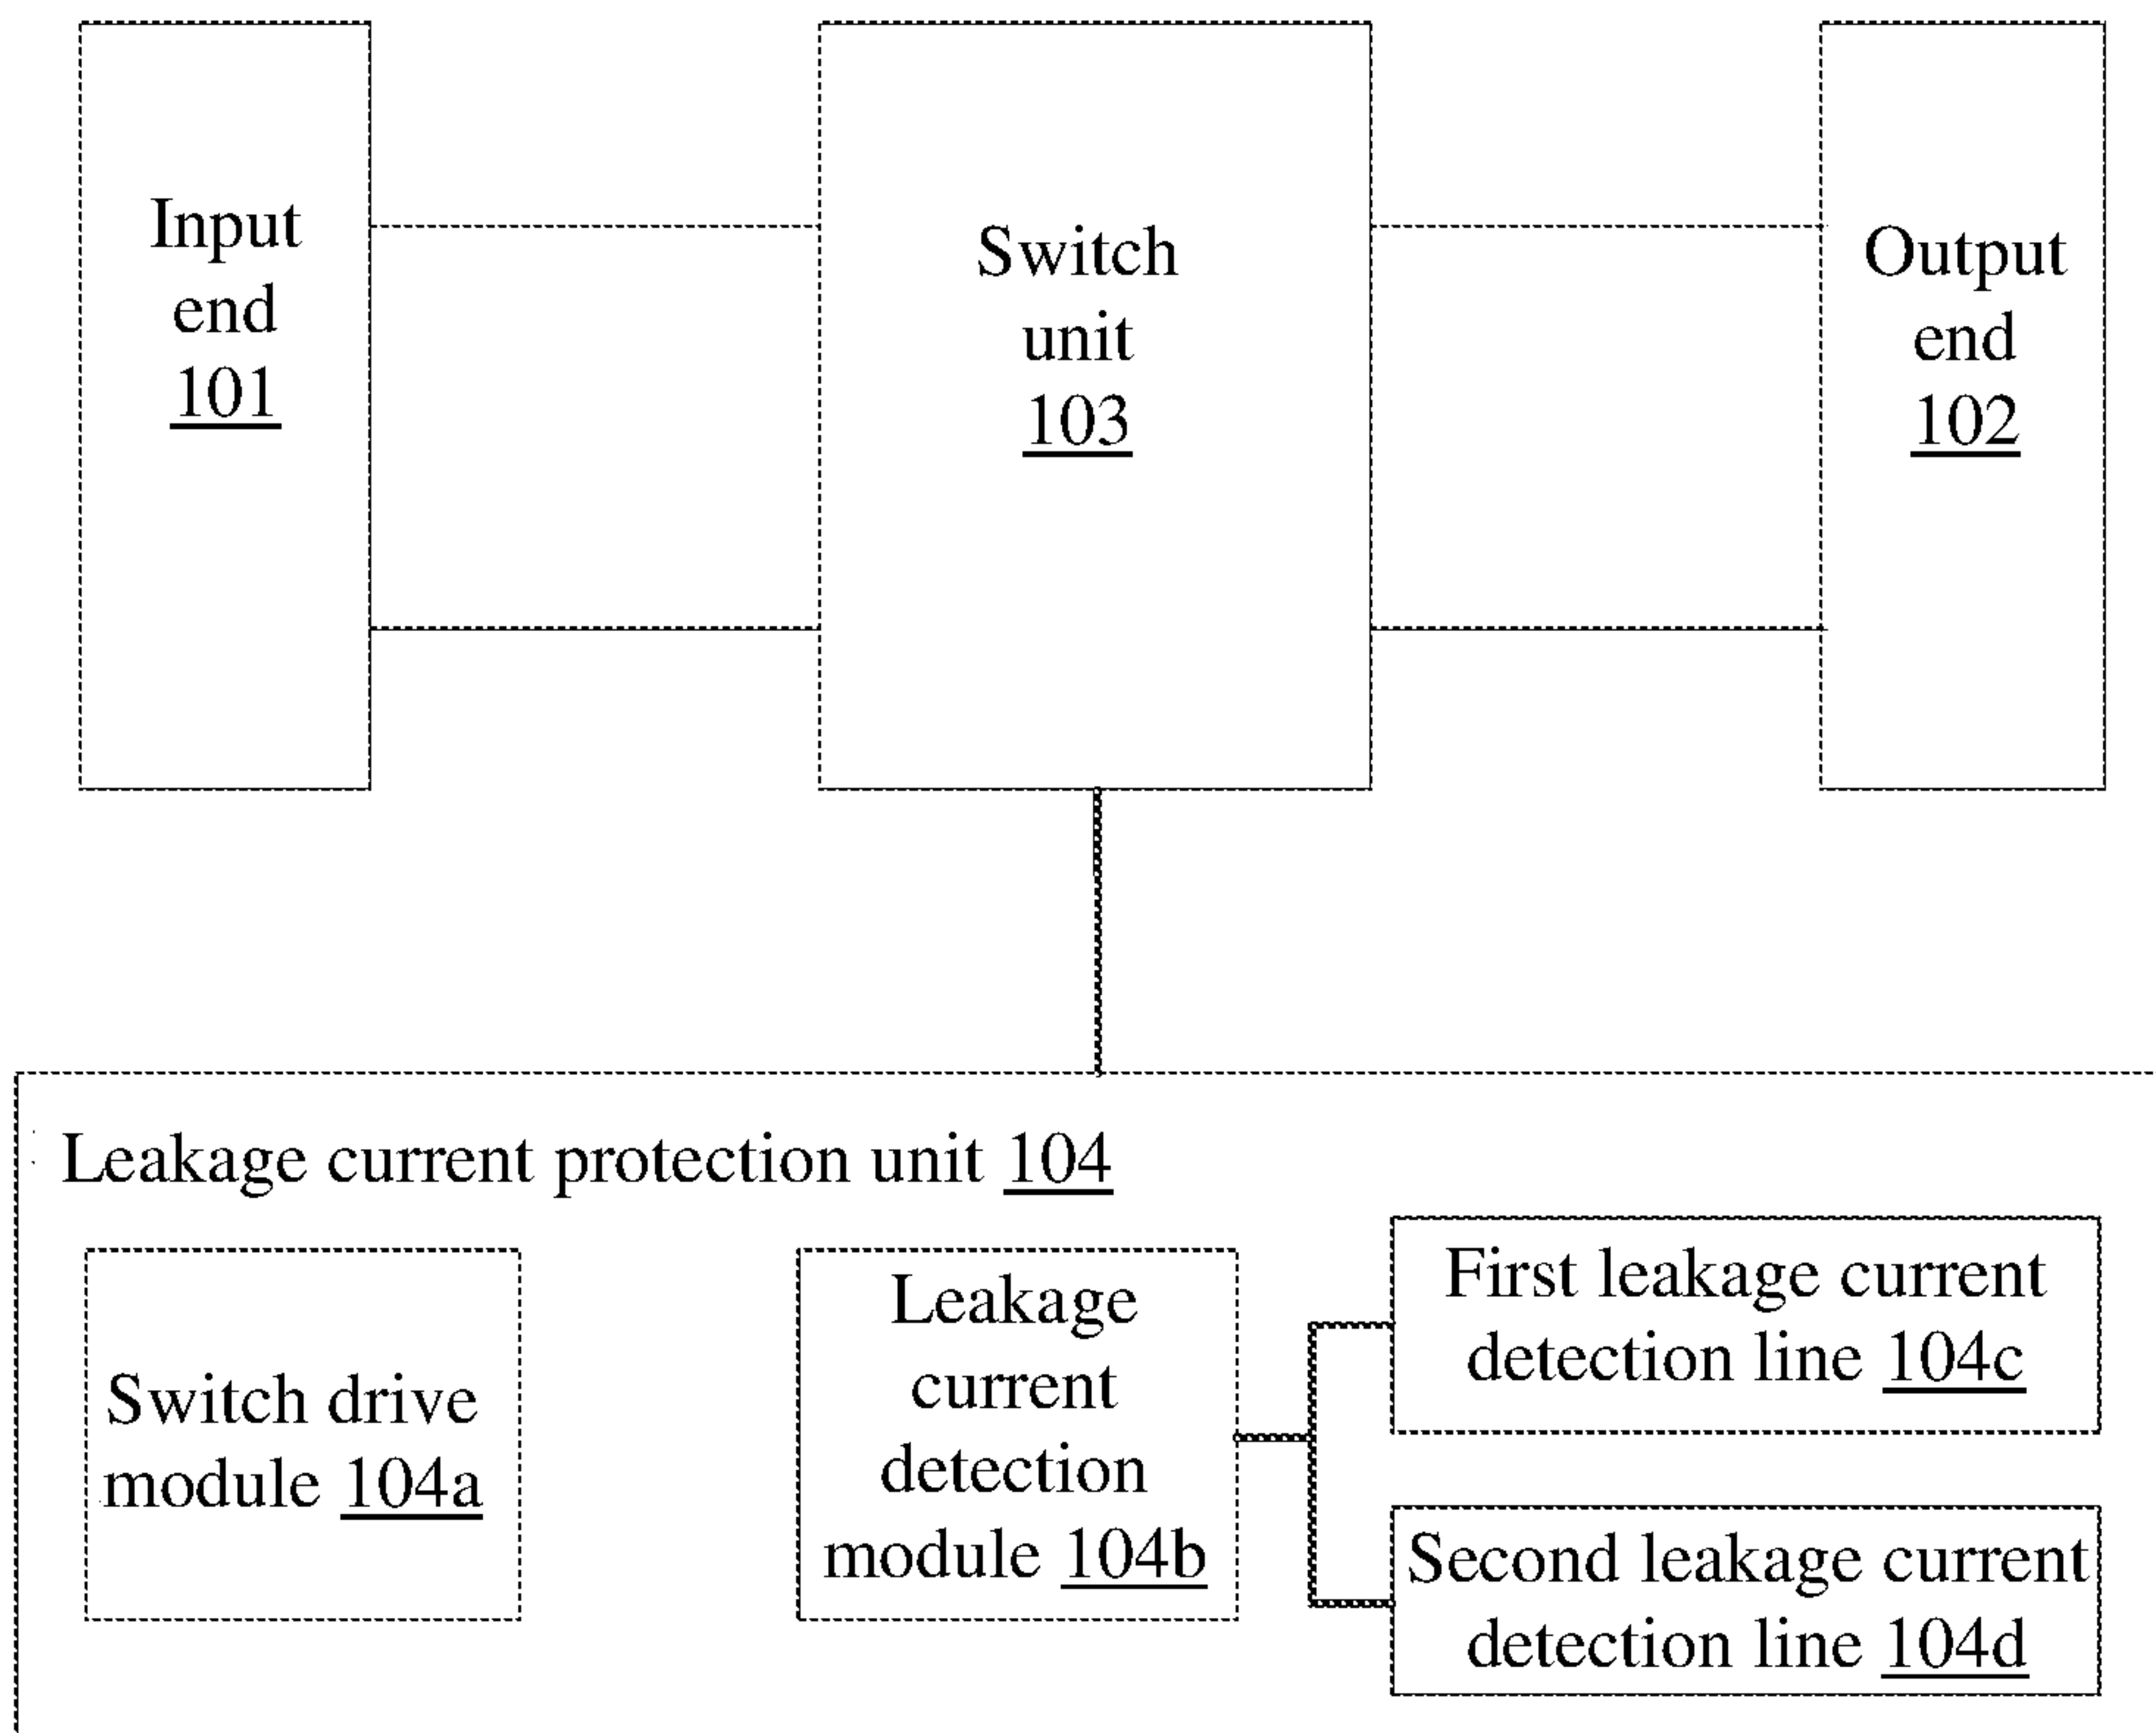 Input
end
101
Switch
unit
103
Output
end
102
Leakage current protection unit 104
Switch drive
module 104a
Leakage
current
detection
module 104b
First leakage current
detection line 104c
Second leakage current
detection line 104d